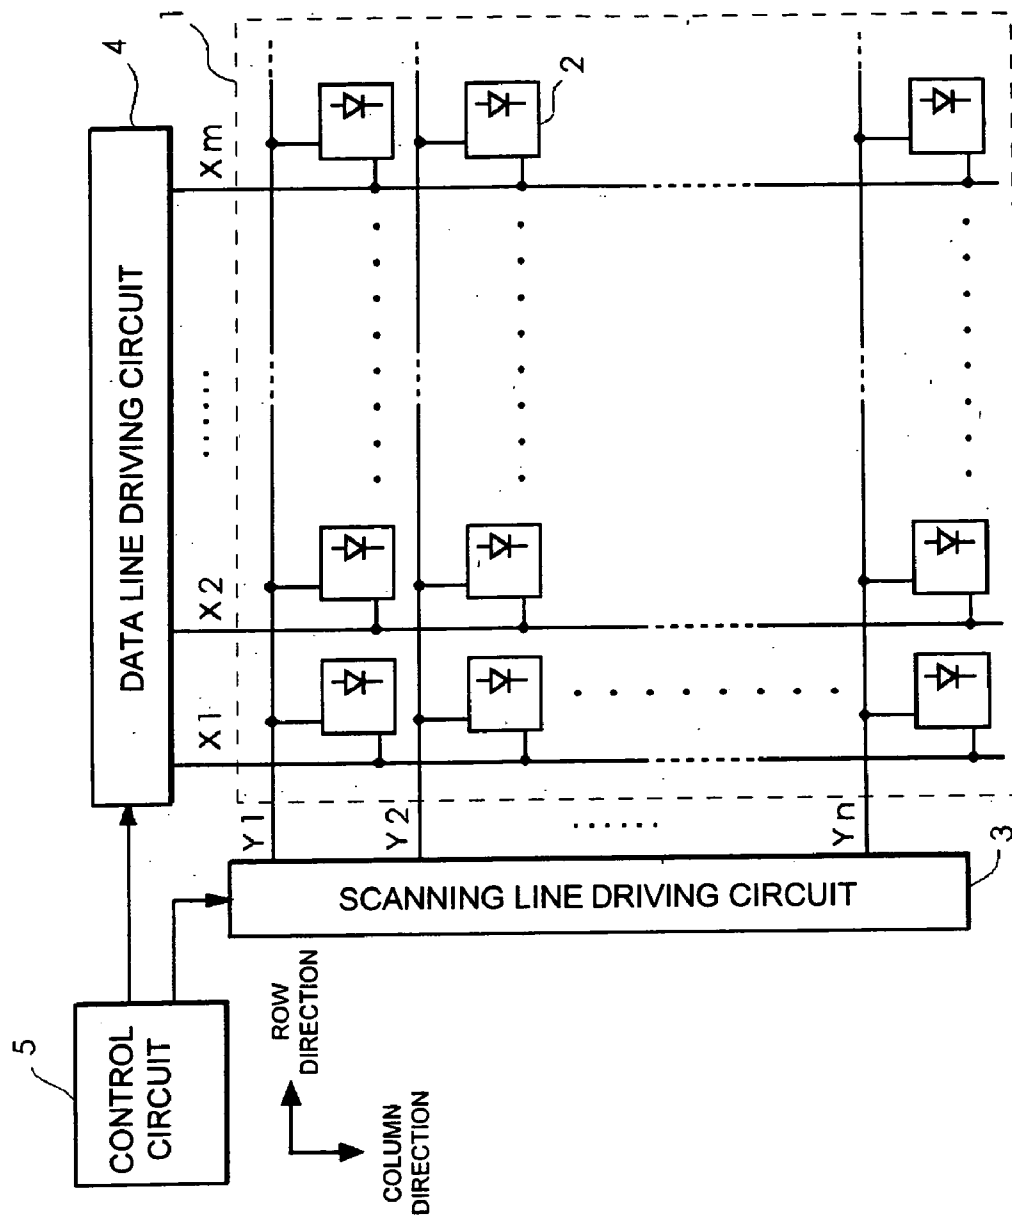 5
CONTROL
CIRCUIT
4
DATA LINE DRIVING CIRCUIT
1
X1
X2
......
Xm
Y1
Y2
......
Yn
2
SCANNING LINE DRIVING CIRCUIT
3
ROW
DIRECTION
COLUMN
DIRECTION